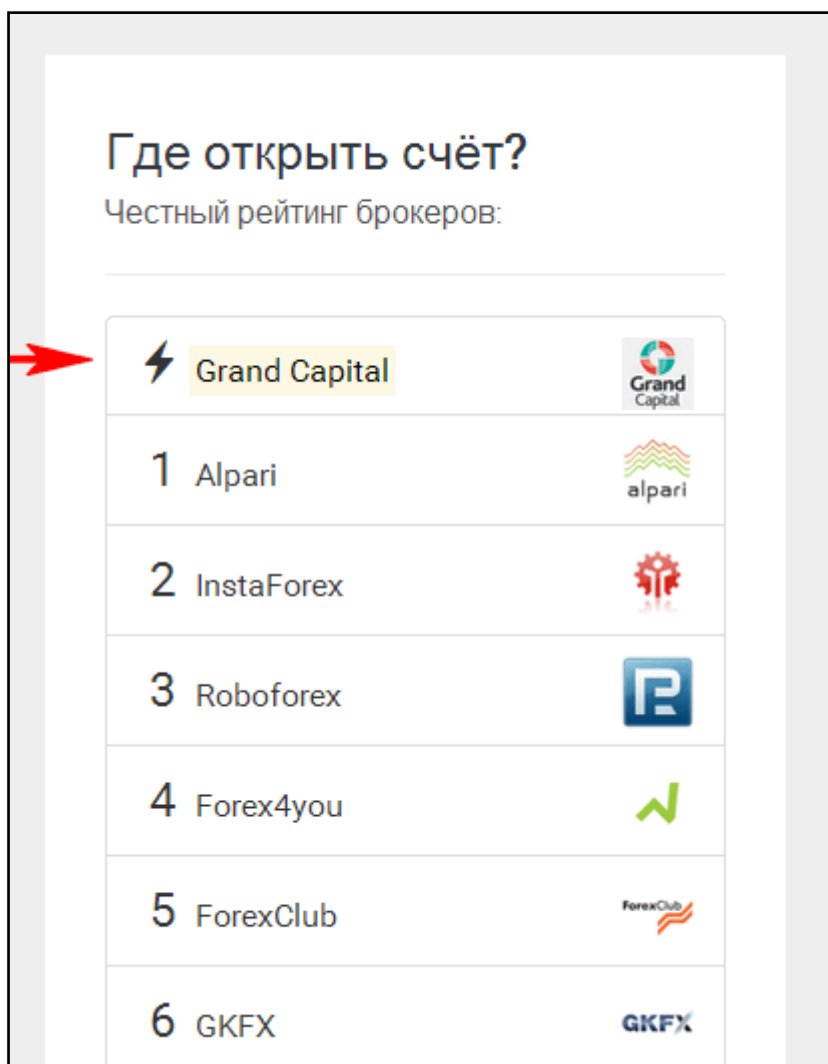 Где открыть счёт?
Честный рейтинг брокеров:
Grand Capital
Grand
Capital
1 Alpari
alpari
2 InstaForex
3 Roboforex
4 Forex4you
5 ForexClub
ForexClub
6 GKFX
GKFX